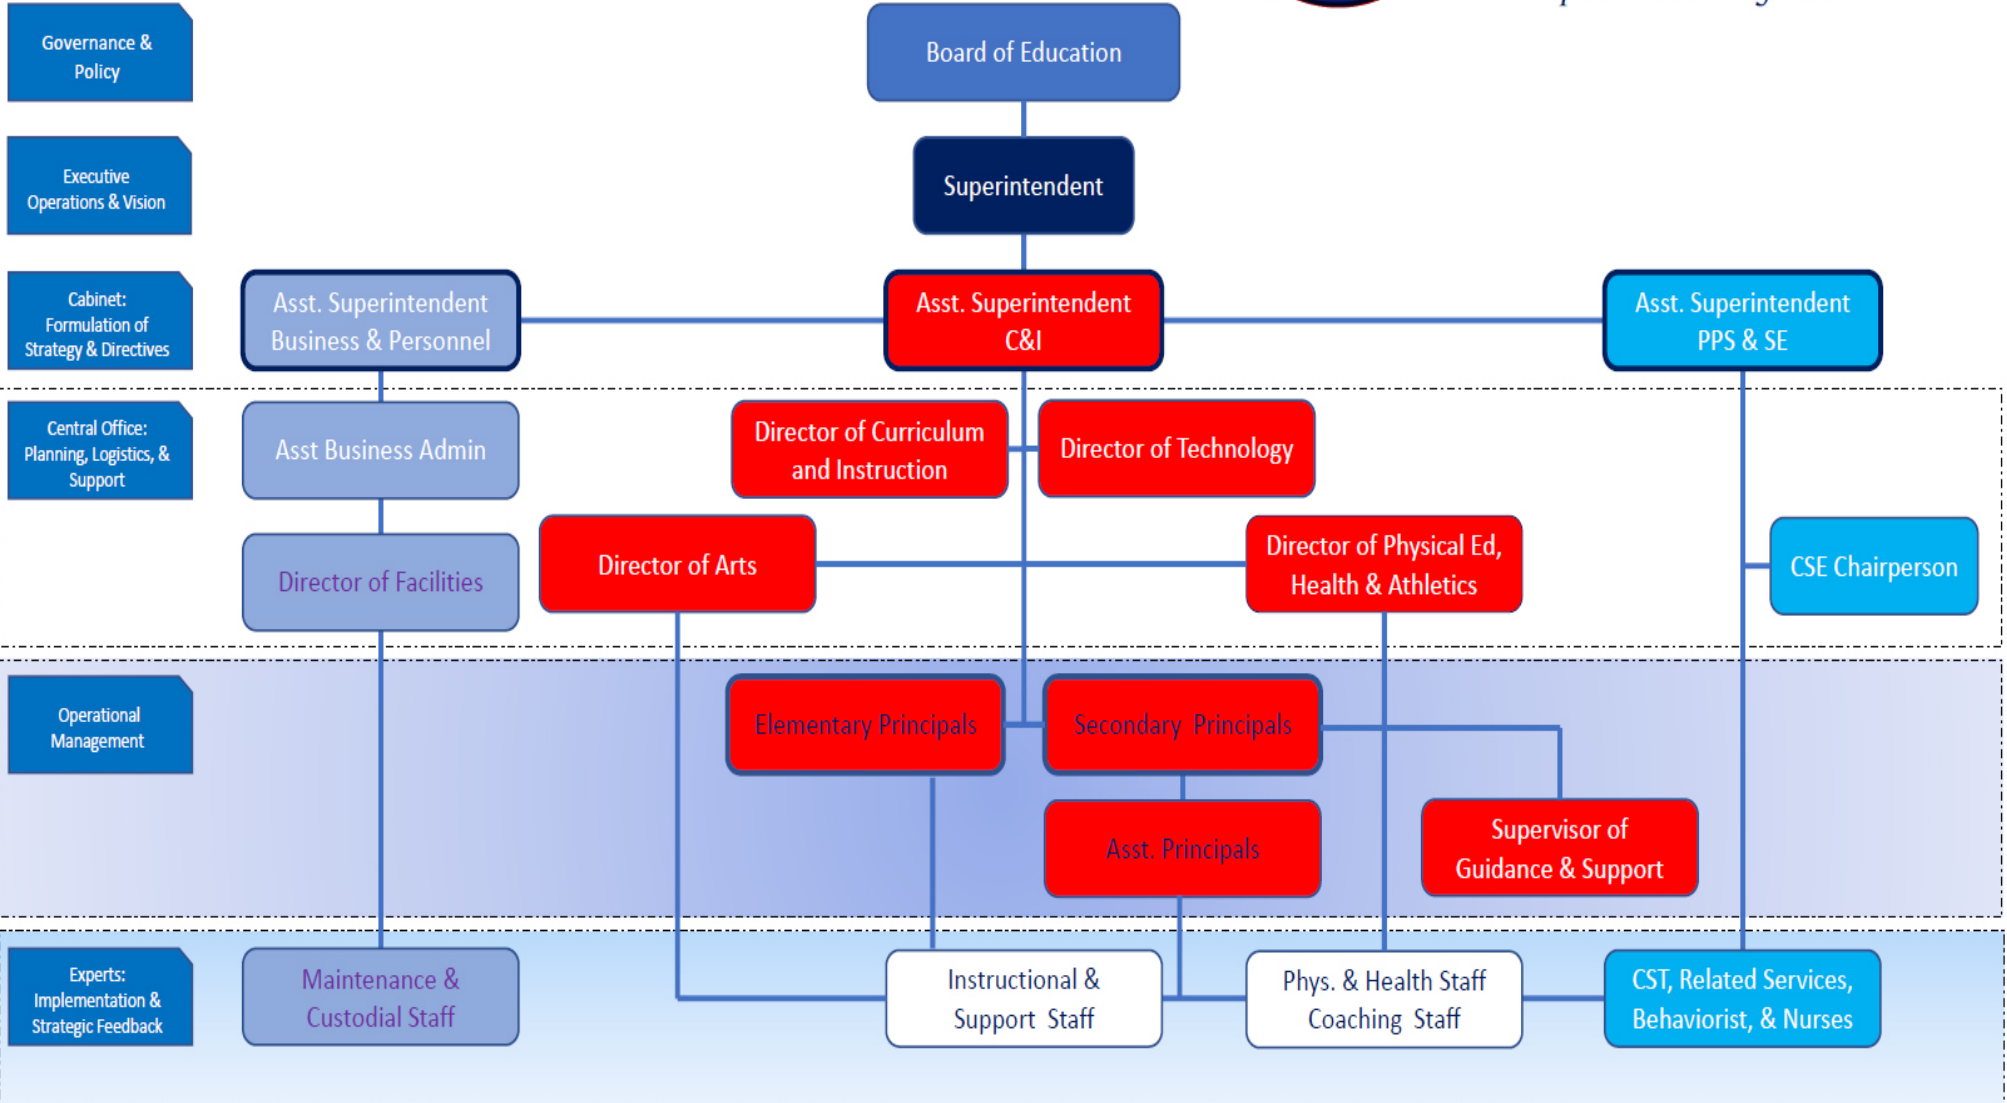 Governance &
Policy
Board of Education
Executive
Operations & Vision
Superintendent
Cabinet:
Formulation of
Strategy & Directives
Asst. Superintendent
Business & Personnel
Asst. Superintendent
C&I
Asst. Superintendent
PPS & SE
Central Office:
Planning, Logistics, &
Support
Asst Business Admin
Director of Curriculum
and Instruction
Director of Technology
Director of Facilities
Director of Arts
Director of Physical Ed,
Health & Athletics
CSE Chairperson
Operational
Management
Elementary Principals
Secondary Principals
Asst. Principals
Supervisor of
Guidance & Support
Experts:
Implementation &
Strategic Feedback
Maintenance &
Custodial Staff
Instructional &
Support Staff
Phys. & Health Staff
Coaching Staff
CST, Related Services,
Behaviorist, & Nurses